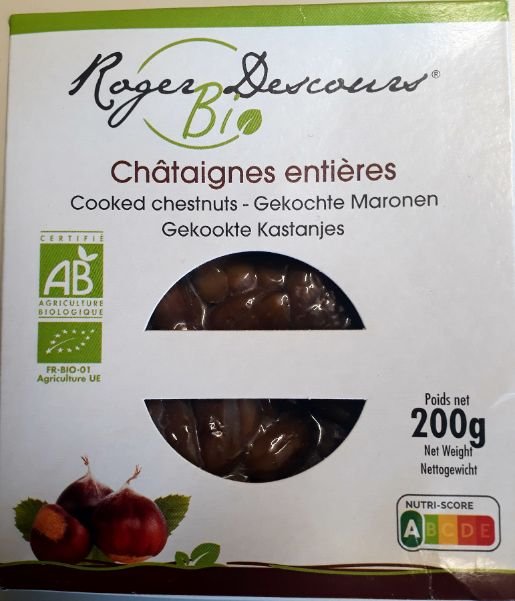 Roger Descours®
Bio
Châtaignes entières
Cooked chestnuts - Gekochte Maronen
Gekookte Kastanjes
CERTIFIÉ
AB
AGRICULTURE
BIOLOGIQUE
FR-BIO-01
Agriculture UE
Poids net
200g
Net Weight
Nettogewicht
NUTRI-SCORE
A B C D E